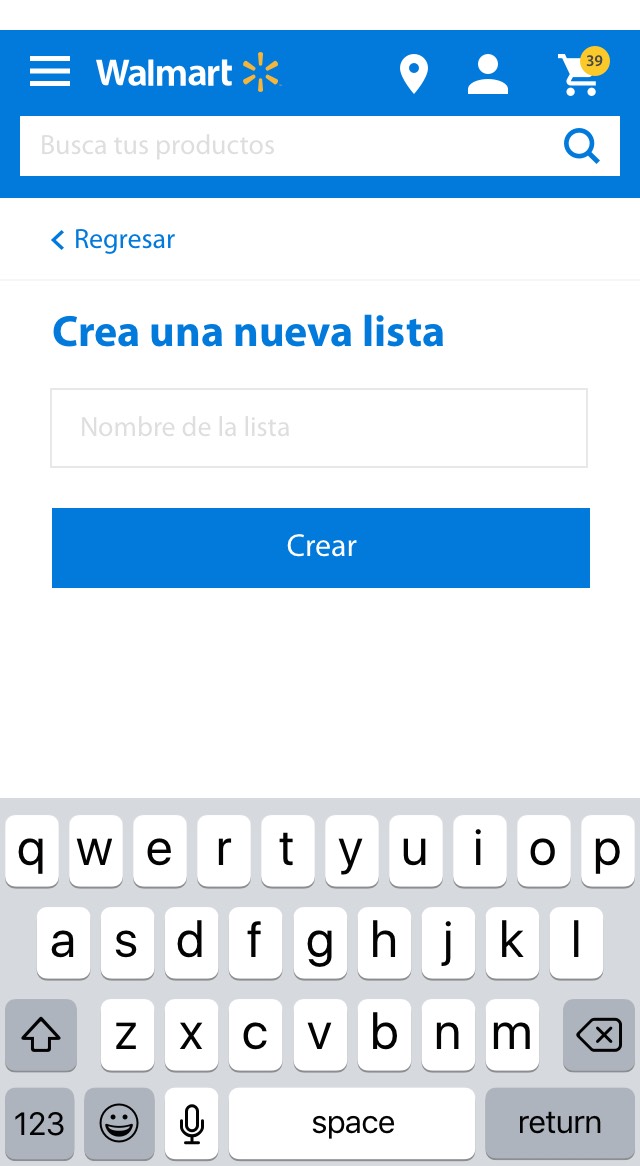 Walmart
39
Busca tus productos
Regresar
Crea una nueva lista
Nombre de la lista
Crear
q w e r t y u i o p
a s d f g h j k l
z x c v b n m
123 space return